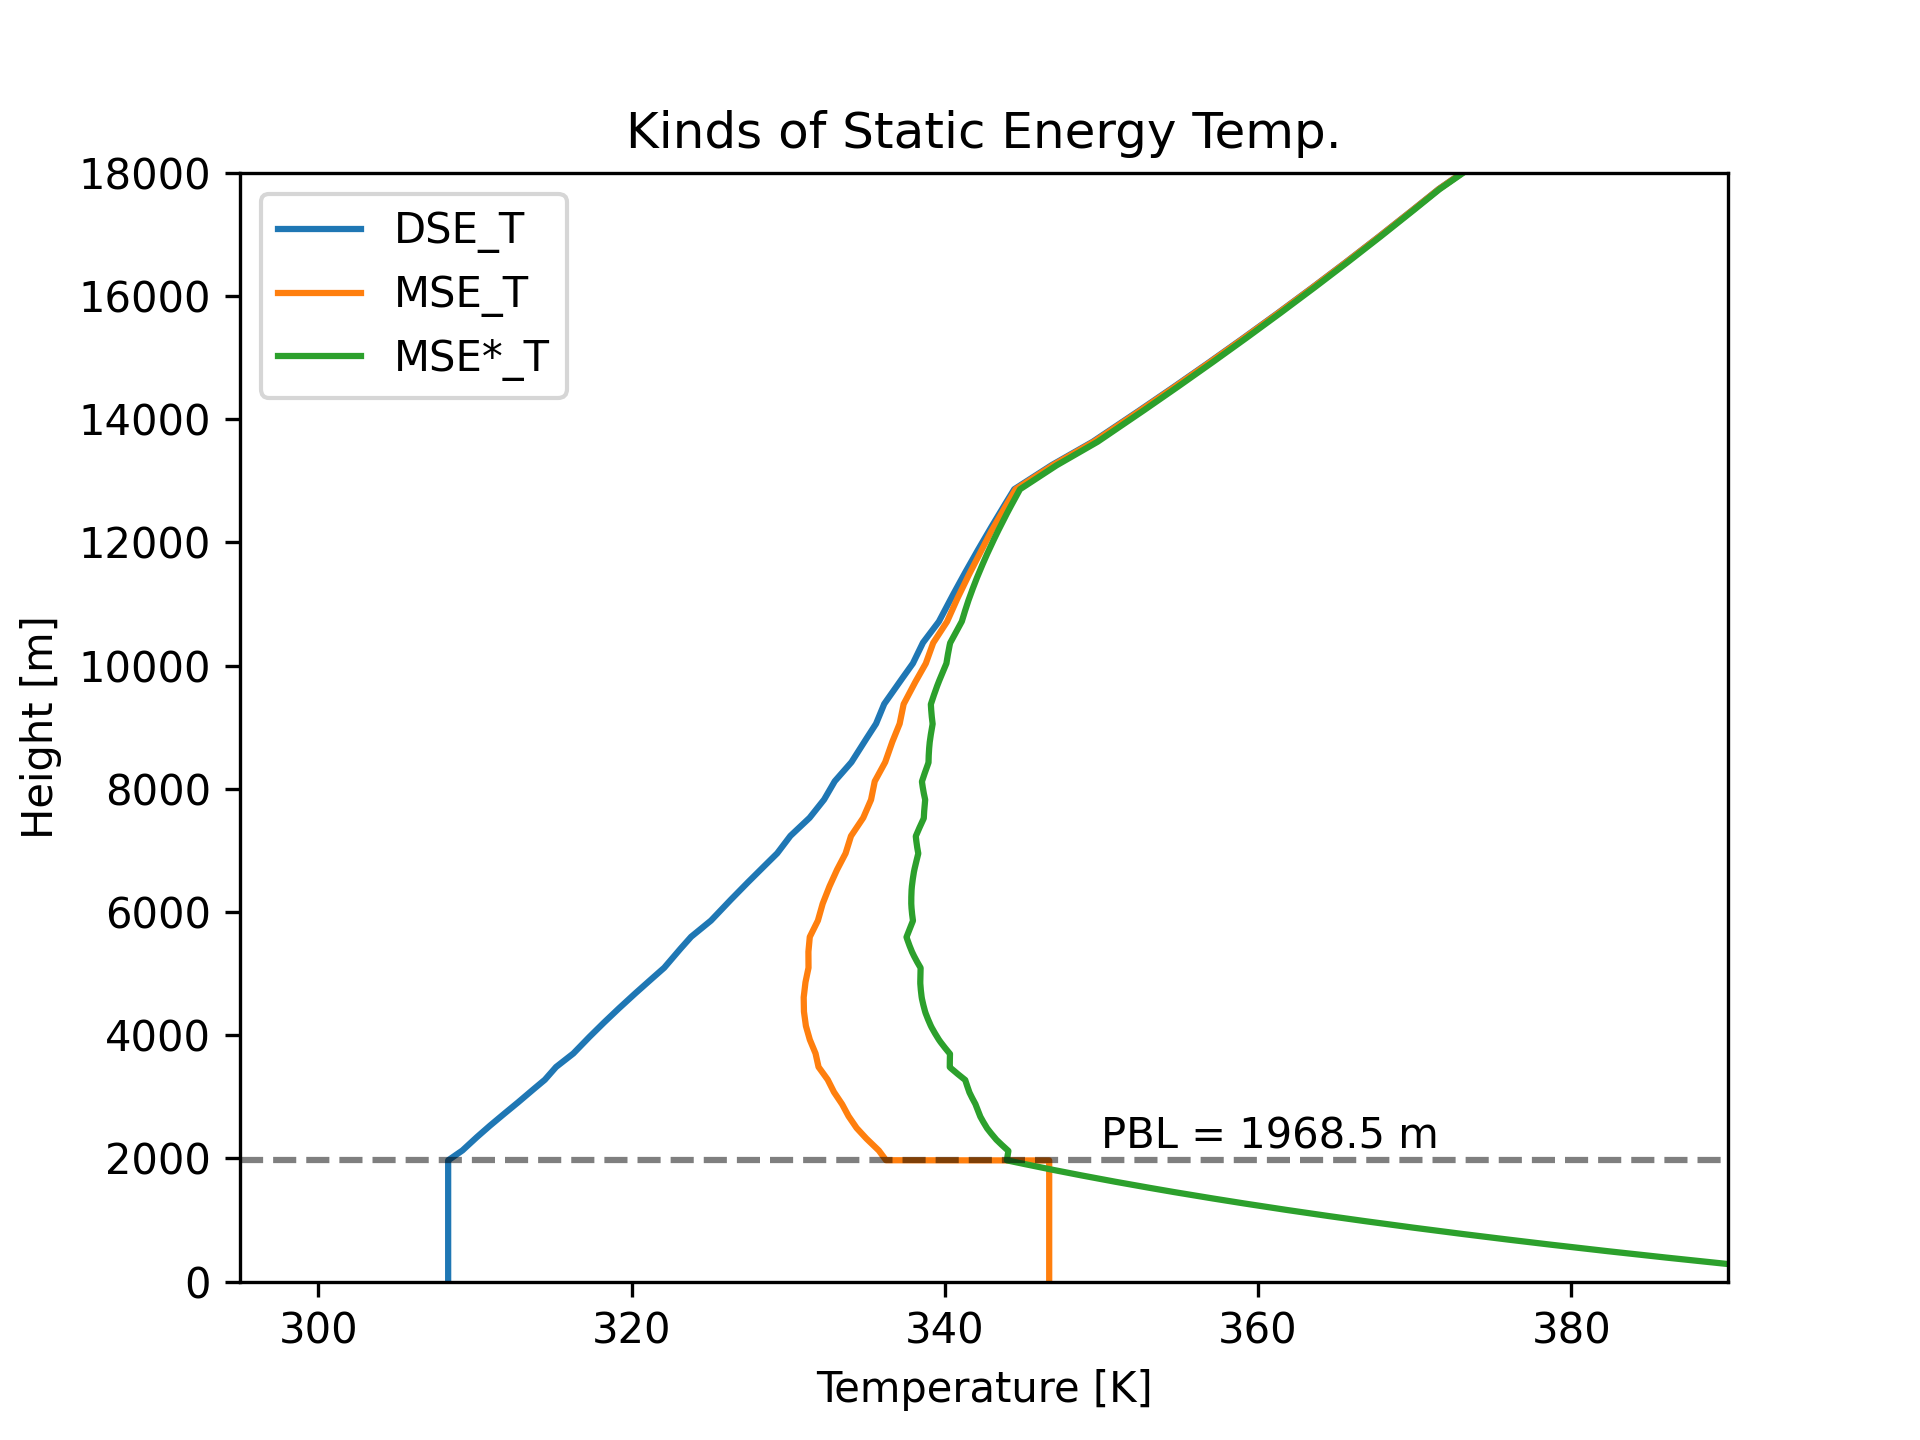 Kinds of Static Energy Temp.
DSE_T
MSE_T
MSE*_T
18000
16000
14000
12000
10000
8000
6000
4000
2000
0
Height [m]
PBL = 1968.5 m
300 320 340 360 380
Temperature [K]